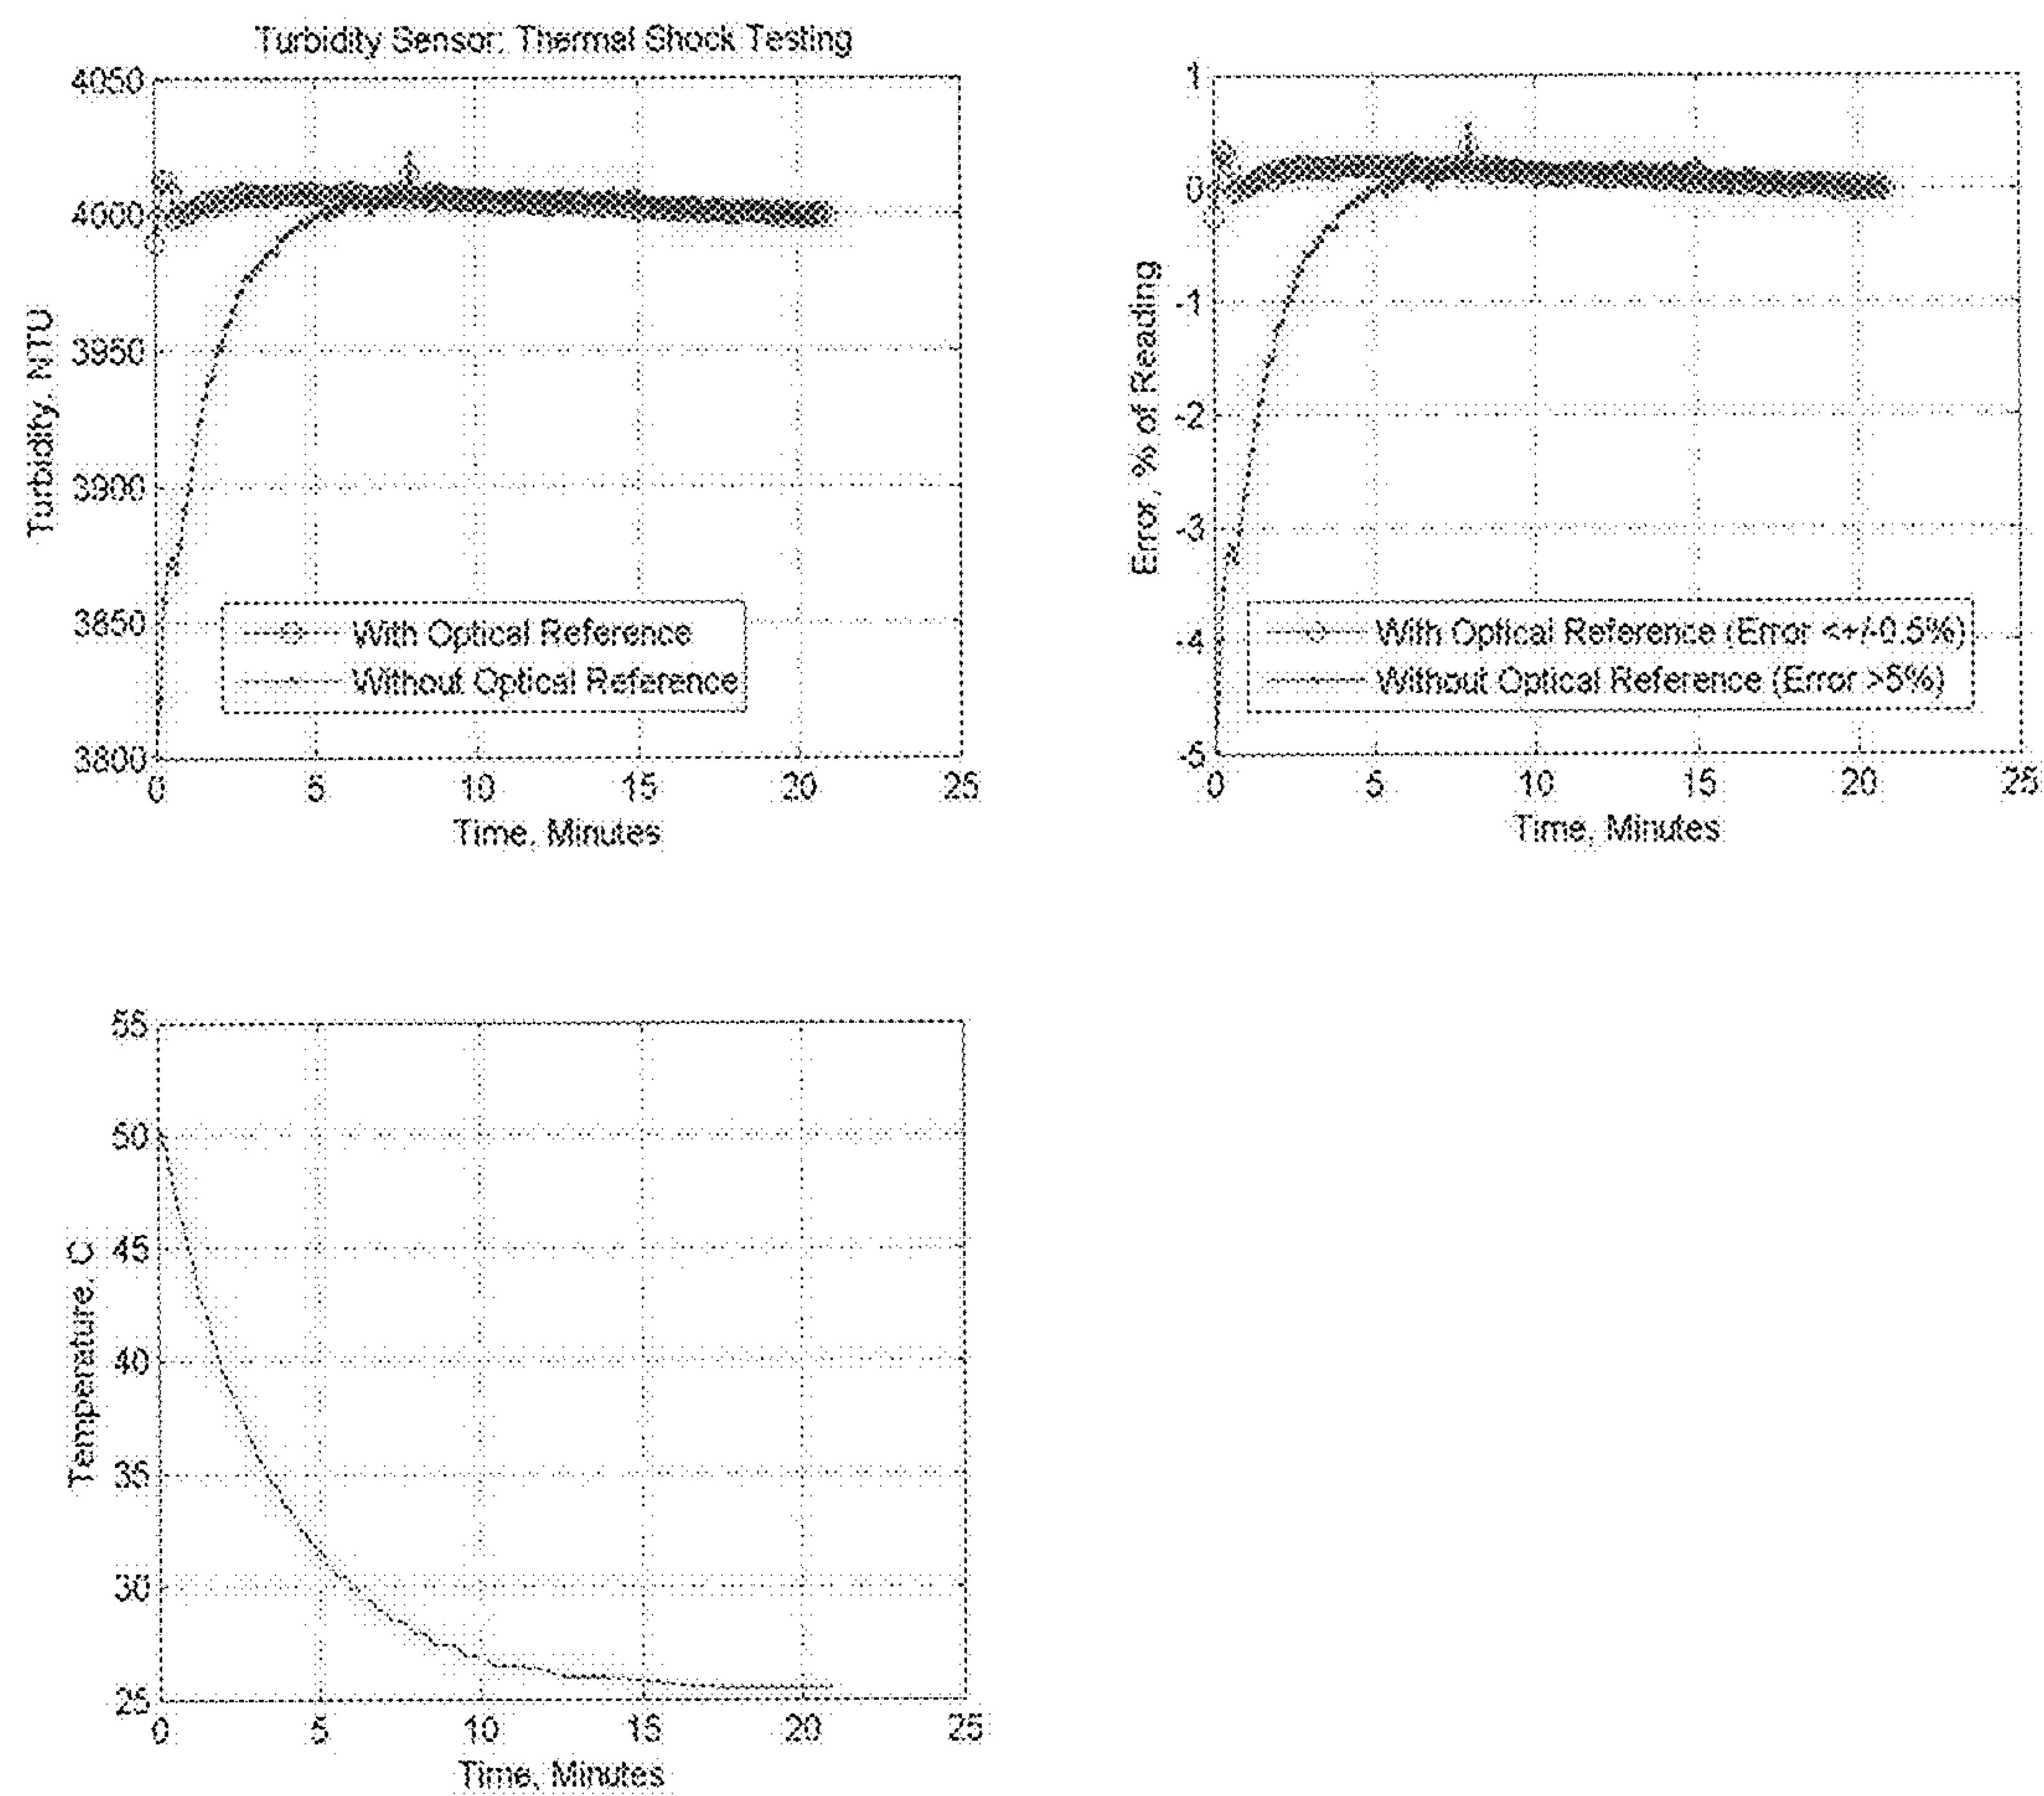 Turbidity Sensor: Thermal Shock Testing
4050
4000
3950
3900
3850
3800
Turbidity, NTU
With Optical Reference
Without Optical Reference
0 5 10 15 20 25
Time, Minutes
1
0
-1
-2
-3
-4
-5
Error, % of Reading
With Optical Reference (Error <+/-0.5%)
Without Optical Reference (Error >5%)
0 5 10 15 20 25
Time, Minutes
55
50
45
40
35
30
25
Temperature, C
0 5 10 15 20 25
Time, Minutes